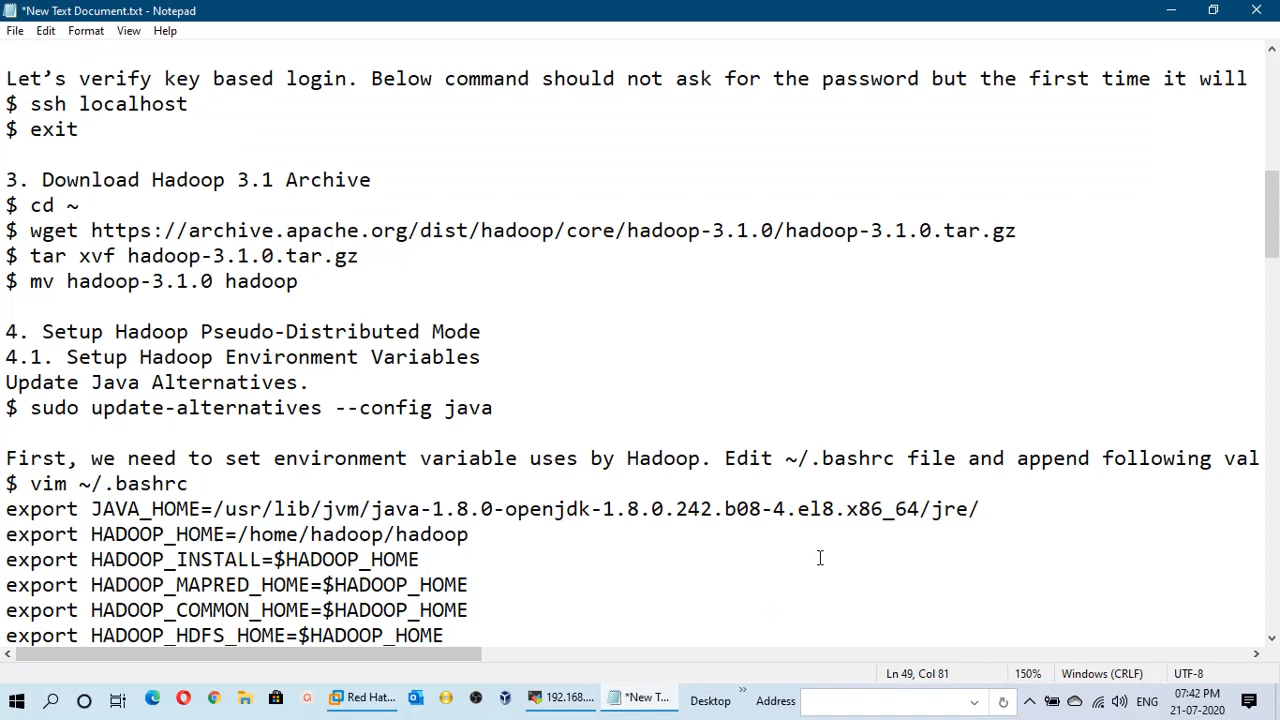 *New Text Document.txt - Notepad
File Edit Format View Help
Let’s verify key based login. Below command should not ask for the password but the first time it will
$ ssh localhost
$ exit
3. Download Hadoop 3.1 Archive
$ cd ~
$ wget https://archive.apache.org/dist/hadoop/core/hadoop-3.1.0/hadoop-3.1.0.tar.gz
$ tar xvf hadoop-3.1.0.tar.gz
$ mv hadoop-3.1.0 hadoop
4. Setup Hadoop Pseudo-Distributed Mode
4.1. Setup Hadoop Environment Variables
Update Java Alternatives.
$ sudo update-alternatives --config java
First, we need to set environment variable uses by Hadoop. Edit ~/.bashrc file and append following val
$ vim ~/.bashrc
export JAVA_HOME=/usr/lib/jvm/java-1.8.0-openjdk-1.8.0.242.b08-4.el8.x86_64/jre/
export HADOOP_HOME=/home/hadoop/hadoop
export HADOOP_INSTALL=$HADOOP_HOME
export HADOOP_MAPRED_HOME=$HADOOP_HOME
export HADOOP_COMMON_HOME=$HADOOP_HOME
export HADOOP_HDFS_HOME=$HADOOP_HOME
Ln 49, Col 81 150% Windows (CRLF) UTF-8
Red Hat... 192.168.... *New T... Desktop Address ENG 07:42 PM
21-07-2020